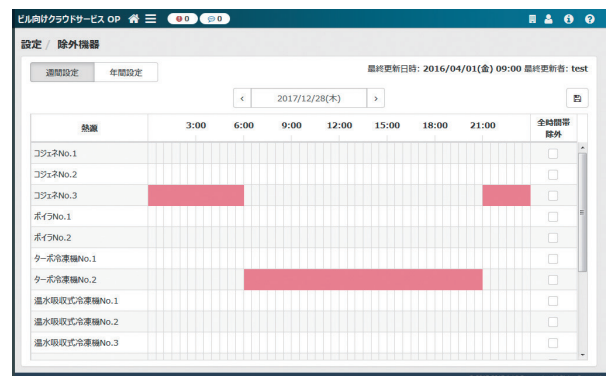 ビル向けクラウドサービス OP 0 0
設定 / 除外機器
週間設定 年間設定 最終更新日時: 2016/04/01(金) 09:00 最終更新者: test
< 2017/12/28(木) >
熱源 3:00 6:00 9:00 12:00 15:00 18:00 21:00 全時間帯
除外
コジェネNo.1
コジェネNo.2
コジェネNo.3
ボイラNo.1
ボイラNo.2
ターボ冷凍機No.1
ターボ冷凍機No.2
温水吸収式冷凍機No.1
温水吸収式冷凍機No.2
温水吸収式冷凍機No.3